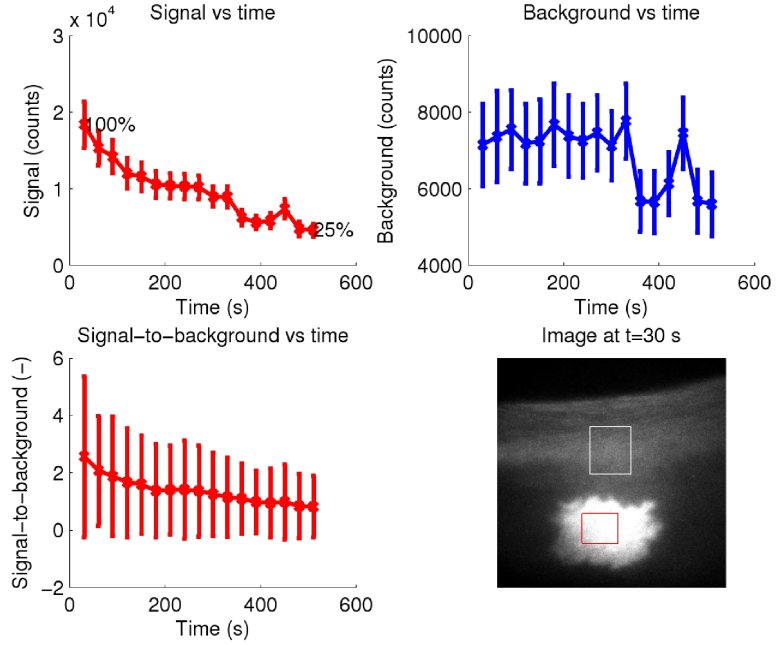 Signal vs time
x 10^4
3
2
1
0
Signal (counts)
100%
25%
0 200 400 600
Time (s)
Background vs time
10000
8000
6000
4000
Background (counts)
0 200 400 600
Time (s)
Signal-to-background vs time
6
4
2
0
-2
Signal-to-background (-)
0 200 400 600
Time (s)
Image at t=30 s